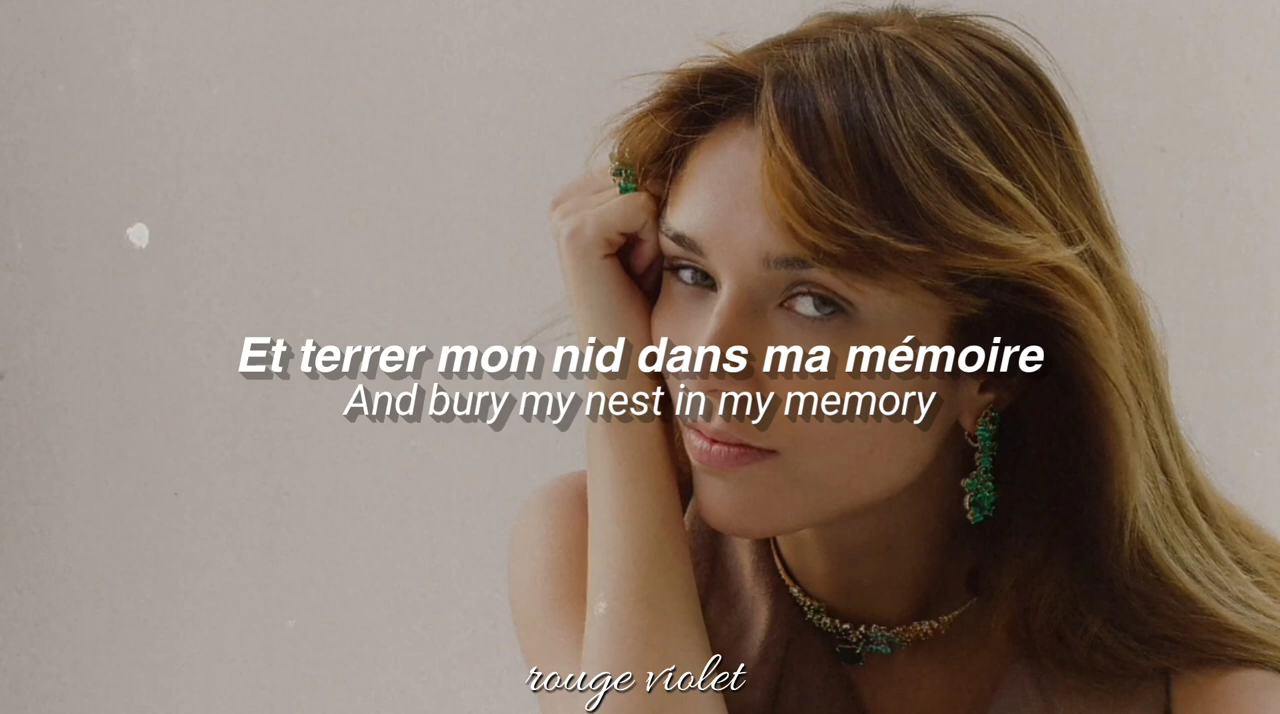 Et terrer mon nid dans ma mémoire
And bury my nest in my memory
rouge violet